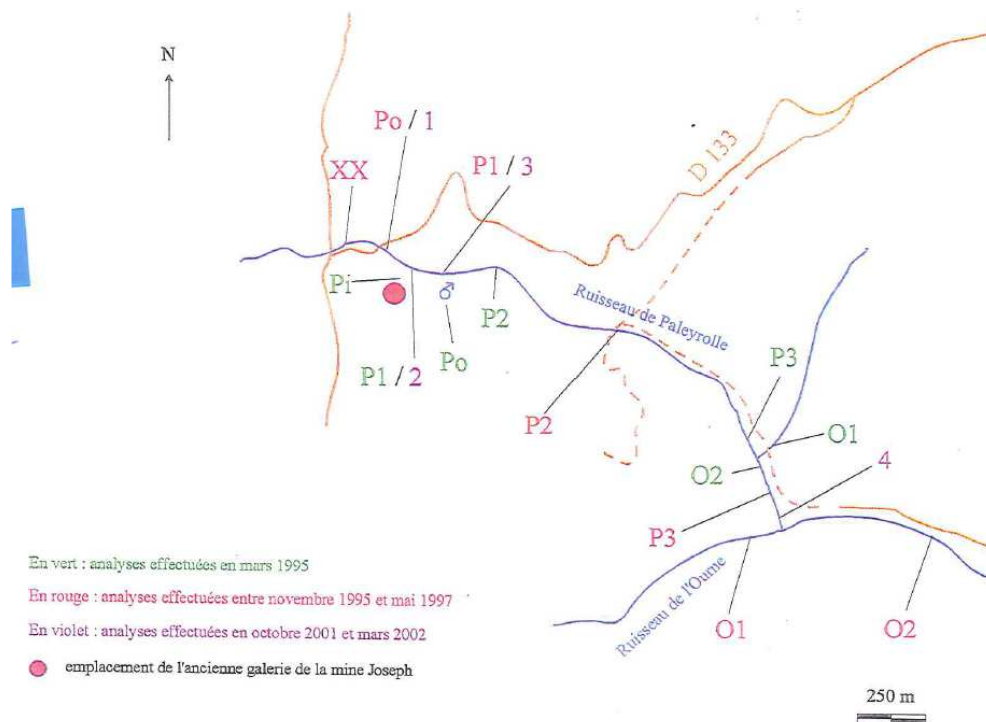 N
Po / 1
XX
P1 / 3
D 133
Pi
P2
Po
P1 / 2
Ruisseau de Paleyrolle
P2
P3
O1
O2
4
P3
O1
O2
Ruisseau de l'Ourne
En vert : analyses effectuées en mars 1995
En rouge : analyses effectuées entre novembre 1995 et mai 1997
En violet : analyses effectuées en octobre 2001 et mars 2002
emplacement de l'ancienne galerie de la mine Joseph
250 m